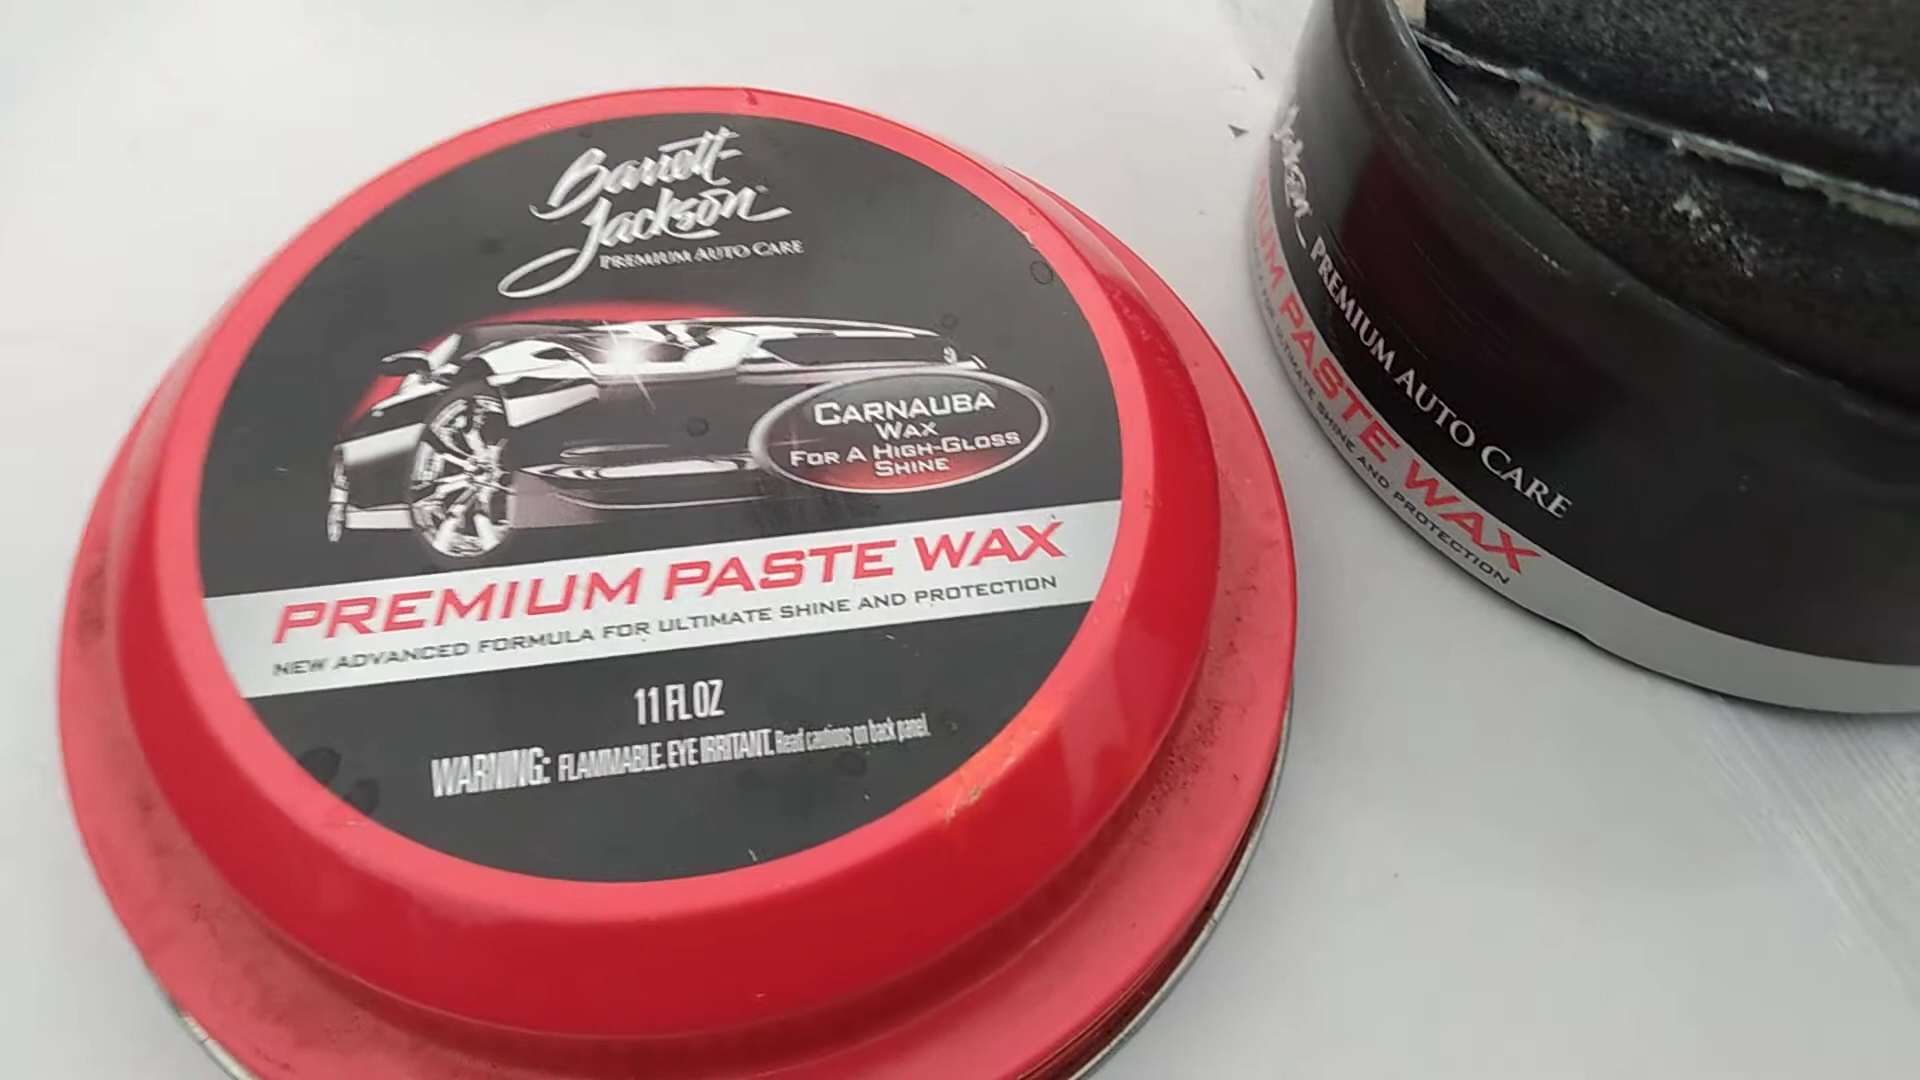 Barrett
Jackson
PREMIUM AUTO CARE
CARNAUBA
WAX
FOR A HIGH-GLOSS
SHINE
PREMIUM PASTE WAX
NEW ADVANCED FORMULA FOR ULTIMATE SHINE AND PROTECTION
11 FL OZ
WARNING: FLAMMABLE. EYE IRRITANT. Read cautions on back panel.
PREMIUM AUTO CARE
PASTE WAX
ULTIMATE SHINE AND PROTECTION